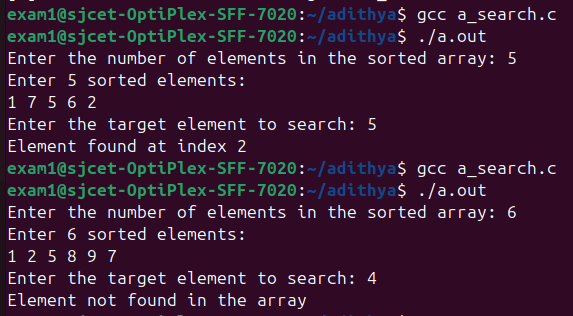 exam1@sjcet-OptiPlex-SFF-7020:~/adithya$ gcc a_search.c
exam1@sjcet-OptiPlex-SFF-7020:~/adithya$ ./a.out
Enter the number of elements in the sorted array: 5
Enter 5 sorted elements:
1 7 5 6 2
Enter the target element to search: 5
Element found at index 2
exam1@sjcet-OptiPlex-SFF-7020:~/adithya$ gcc a_search.c
exam1@sjcet-OptiPlex-SFF-7020:~/adithya$ ./a.out
Enter the number of elements in the sorted array: 6
Enter 6 sorted elements:
1 2 5 8 9 7
Enter the target element to search: 4
Element not found in the array